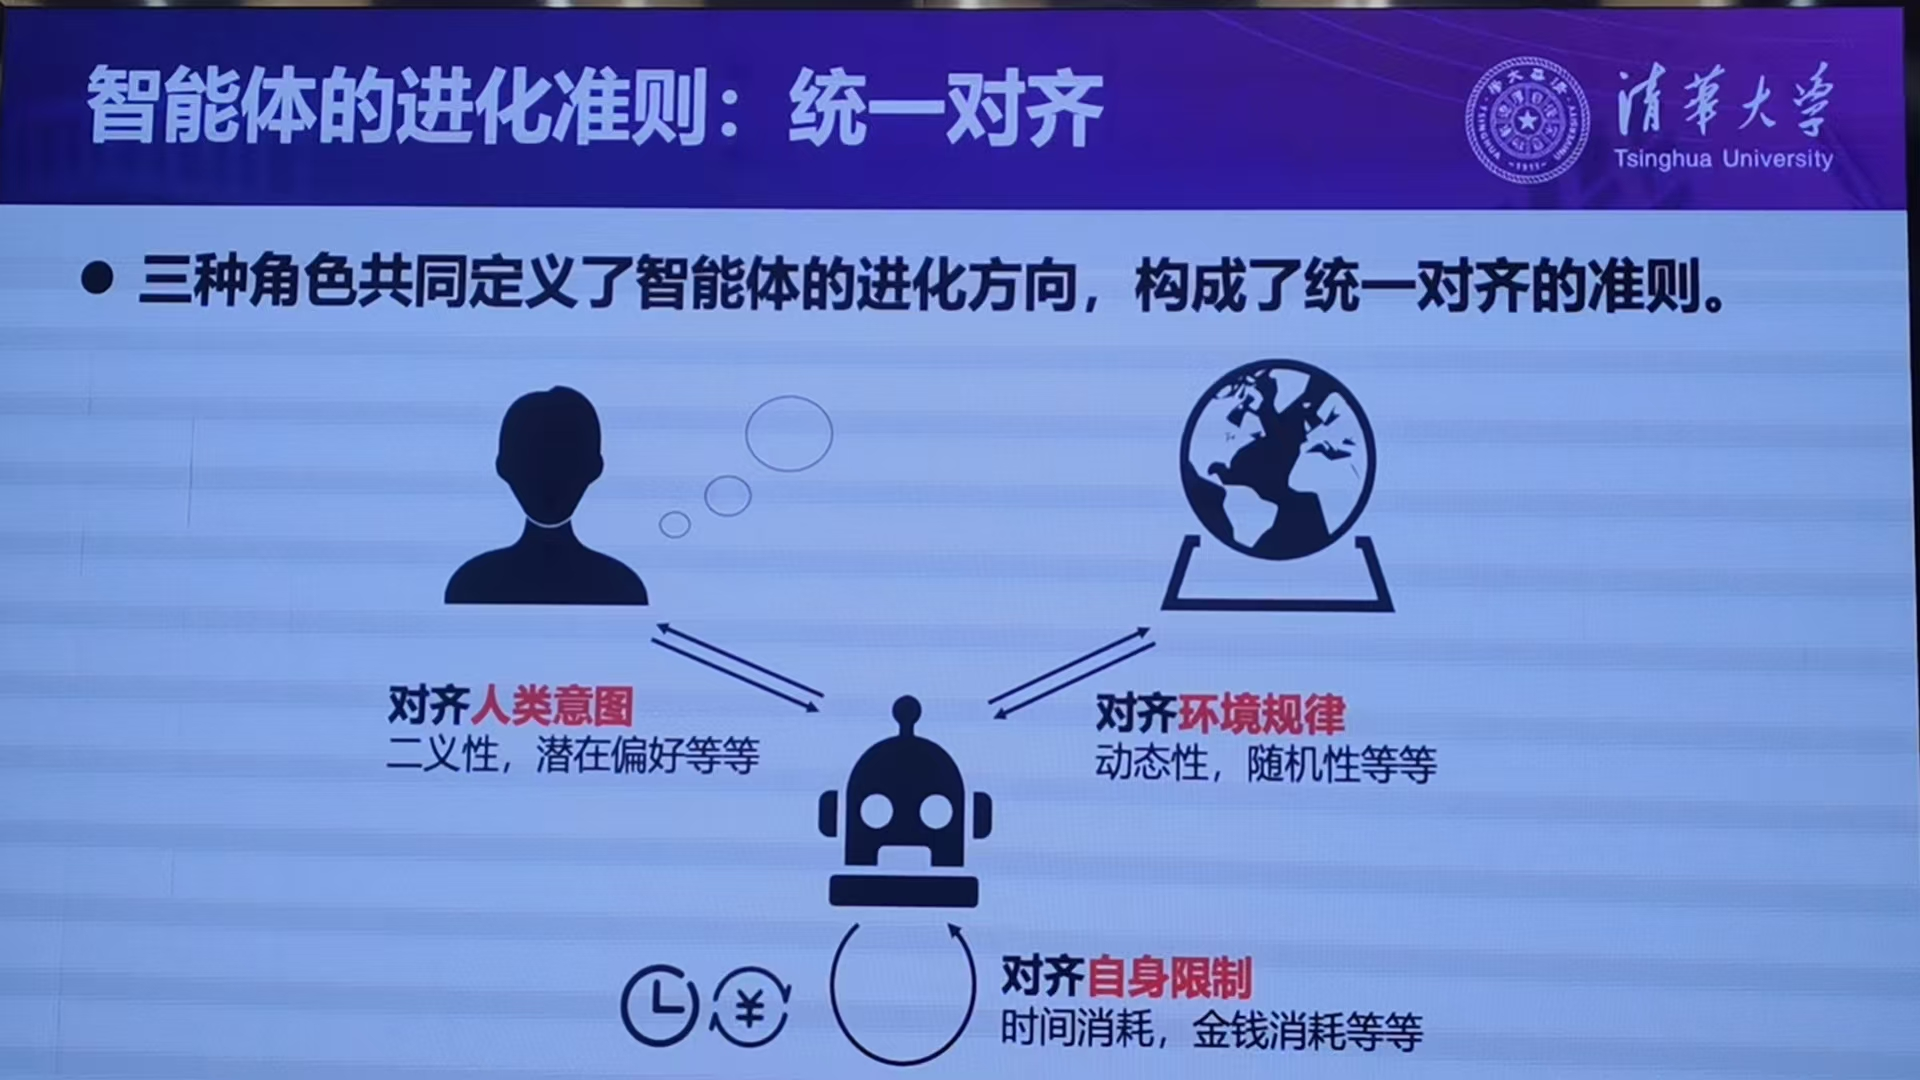 智能体的进化准则：统一对齐
清华大学
Tsinghua University
● 三种角色共同定义了智能体的进化方向，构成了统一对齐的准则。
对齐人类意图
二义性，潜在偏好等等
对齐环境规律
动态性，随机性等等
¥
对齐自身限制
时间消耗，金钱消耗等等